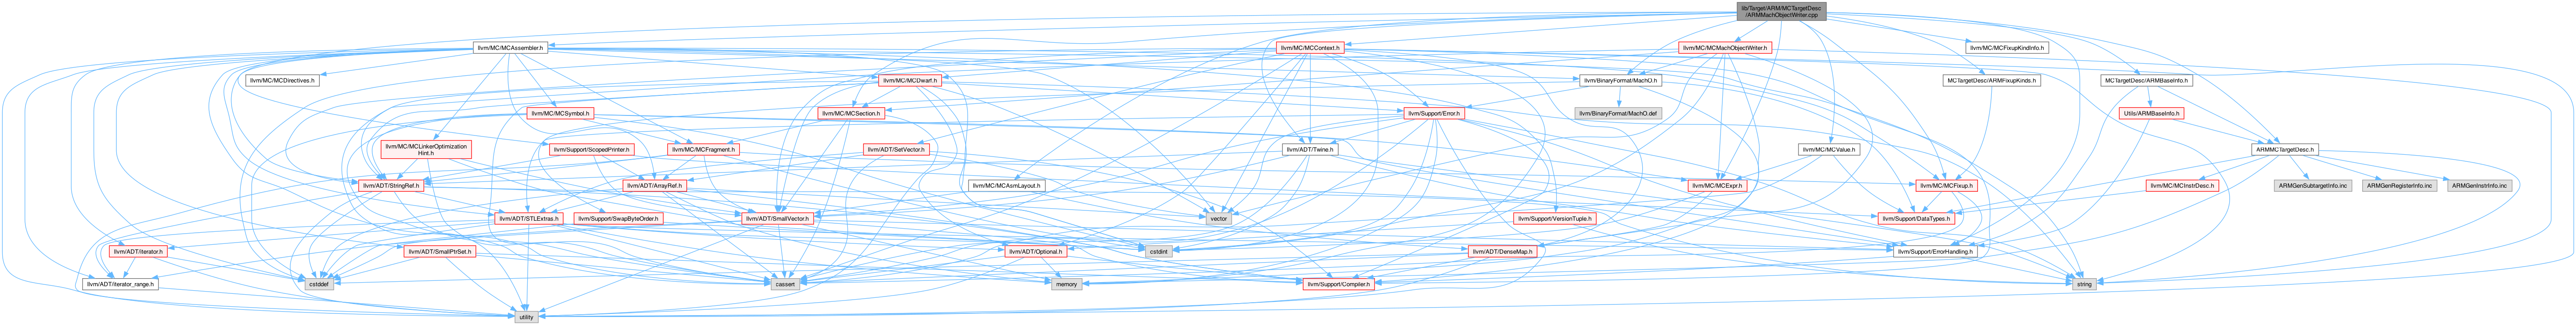 lib/Target/ARM/MCTargetDesc
/ARMMachObjectWriter.cpp
llvm/MC/MCAssembler.h
llvm/MC/MCContext.h
llvm/MC/MCMachObjectWriter.h
llvm/MC/MCFixupKindInfo.h
llvm/MC/MCDirectives.h
llvm/MC/MCDwarf.h
llvm/BinaryFormat/MachO.h
MCTargetDesc/ARMFixupKinds.h
MCTargetDesc/ARMBaseInfo.h
llvm/MC/MCSymbol.h
llvm/MC/MCSection.h
llvm/BinaryFormat/MachO.def
llvm/Support/Error.h
Utils/ARMBaseInfo.h
llvm/MC/MCLinkerOptimization
Hint.h
llvm/Support/ScopedPrinter.h
llvm/MC/MCFragment.h
llvm/ADT/SetVector.h
llvm/ADT/Twine.h
llvm/MC/MCValue.h
ARMMCTargetDesc.h
llvm/ADT/StringRef.h
llvm/ADT/ArrayRef.h
llvm/MC/MCAsmLayout.h
llvm/MC/MCExpr.h
llvm/MC/MCFixup.h
llvm/MC/MCInstrDesc.h
ARMGenSubtargetInfo.inc
ARMGenRegisterInfo.inc
ARMGenInstrInfo.inc
llvm/ADT/STLExtras.h
llvm/Support/SwapByteOrder.h
llvm/ADT/SmallVector.h
vector
llvm/Support/VersionTuple.h
llvm/Support/DataTypes.h
llvm/ADT/iterator.h
llvm/ADT/SmallPtrSet.h
llvm/ADT/Optional.h
cstdint
llvm/ADT/DenseMap.h
llvm/Support/ErrorHandling.h
llvm/ADT/iterator_range.h
cstddef
cassert
memory
llvm/Support/Compiler.h
string
utility